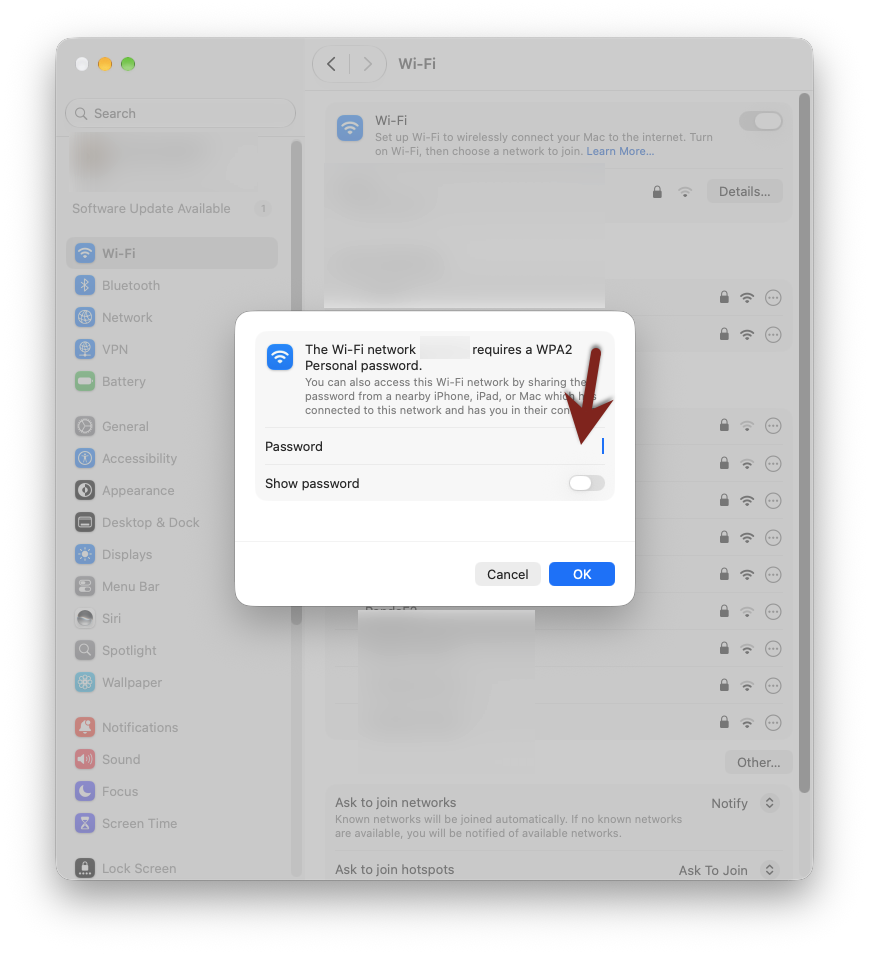 Wi-Fi
Search
Software Update Available 1
Wi-Fi
Bluetooth
Network
VPN
Battery
General
Accessibility
Appearance
Desktop & Dock
Displays
Menu Bar
Siri
Spotlight
Wallpaper
Notifications
Sound
Focus
Screen Time
Lock Screen
Wi-Fi
Set up Wi-Fi to wirelessly connect your Mac to the internet. Turn
on Wi-Fi, then choose a network to join. Learn More...
Details...
The Wi-Fi network requires a WPA2
Personal password.
You can also access this Wi-Fi network by sharing the
password from a nearby iPhone, iPad, or Mac which has
connected to this network and has you in their
Password
Show password
Cancel OK
Other...
Ask to join networks Notify
Known networks will be joined automatically. If no known networks
are available, you will be notified of available networks.
Ask to join hotspots Ask To Join